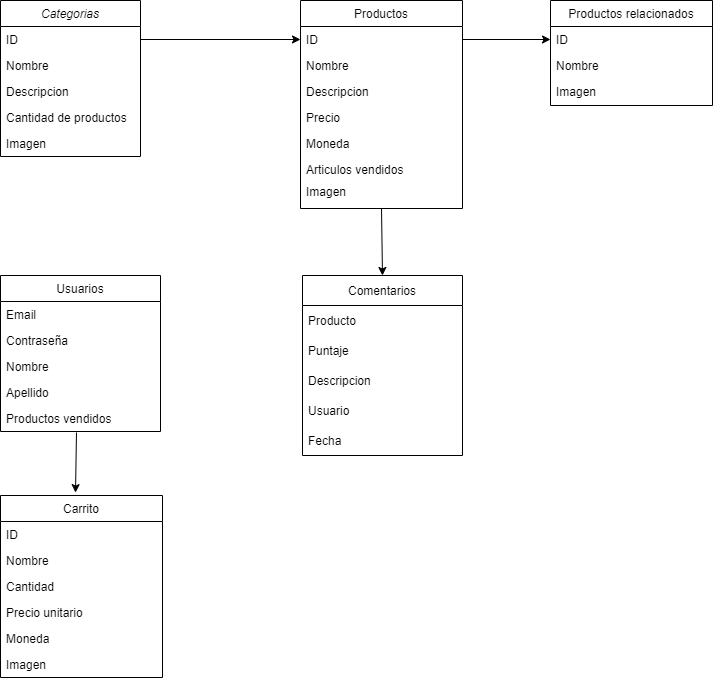 Categorias
ID
Nombre
Descripcion
Cantidad de productos
Imagen
Productos
ID
Nombre
Descripcion
Precio
Moneda
Articulos vendidos
Imagen
Productos relacionados
ID
Nombre
Imagen
Usuarios
Email
Contraseña
Nombre
Apellido
Productos vendidos
Comentarios
Producto
Puntaje
Descripcion
Usuario
Fecha
Carrito
ID
Nombre
Cantidad
Precio unitario
Moneda
Imagen